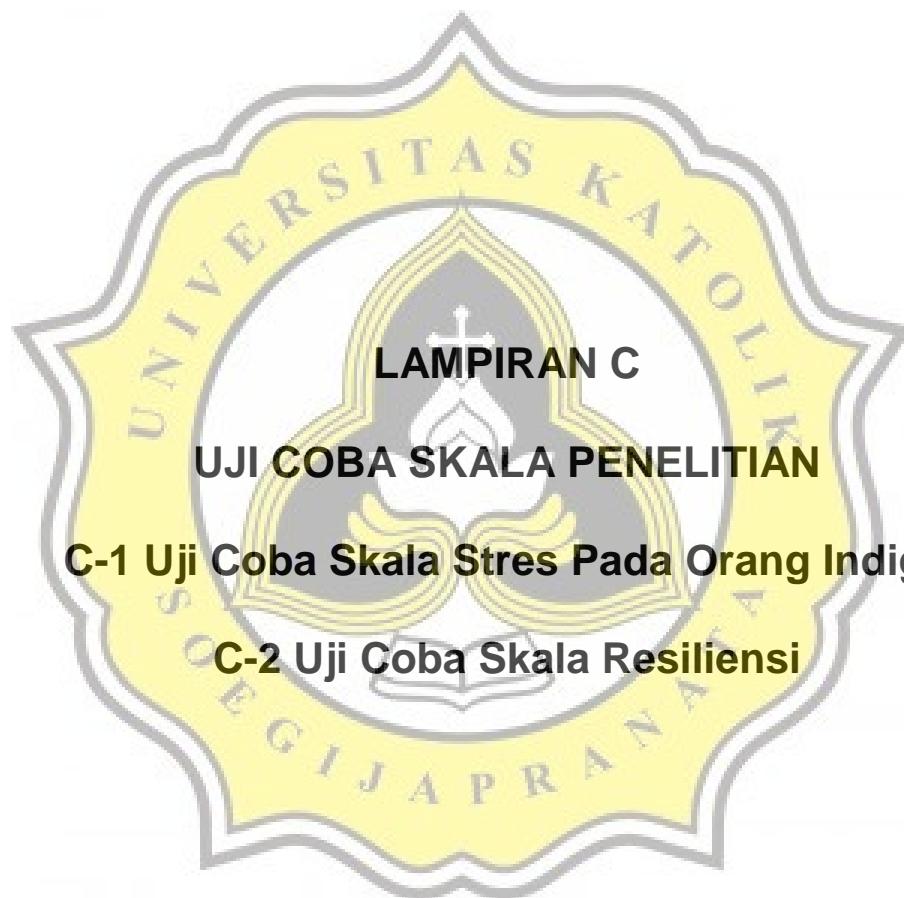 UNIVERSITAS KATOLIK
LAMPIRAN C
UJI COBA SKALA PENELITIAN
C-1 Uji Coba Skala Stres Pada Orang Indig
C-2 Uji Coba Skala Resiliensi
SOEGIJAPRANATA